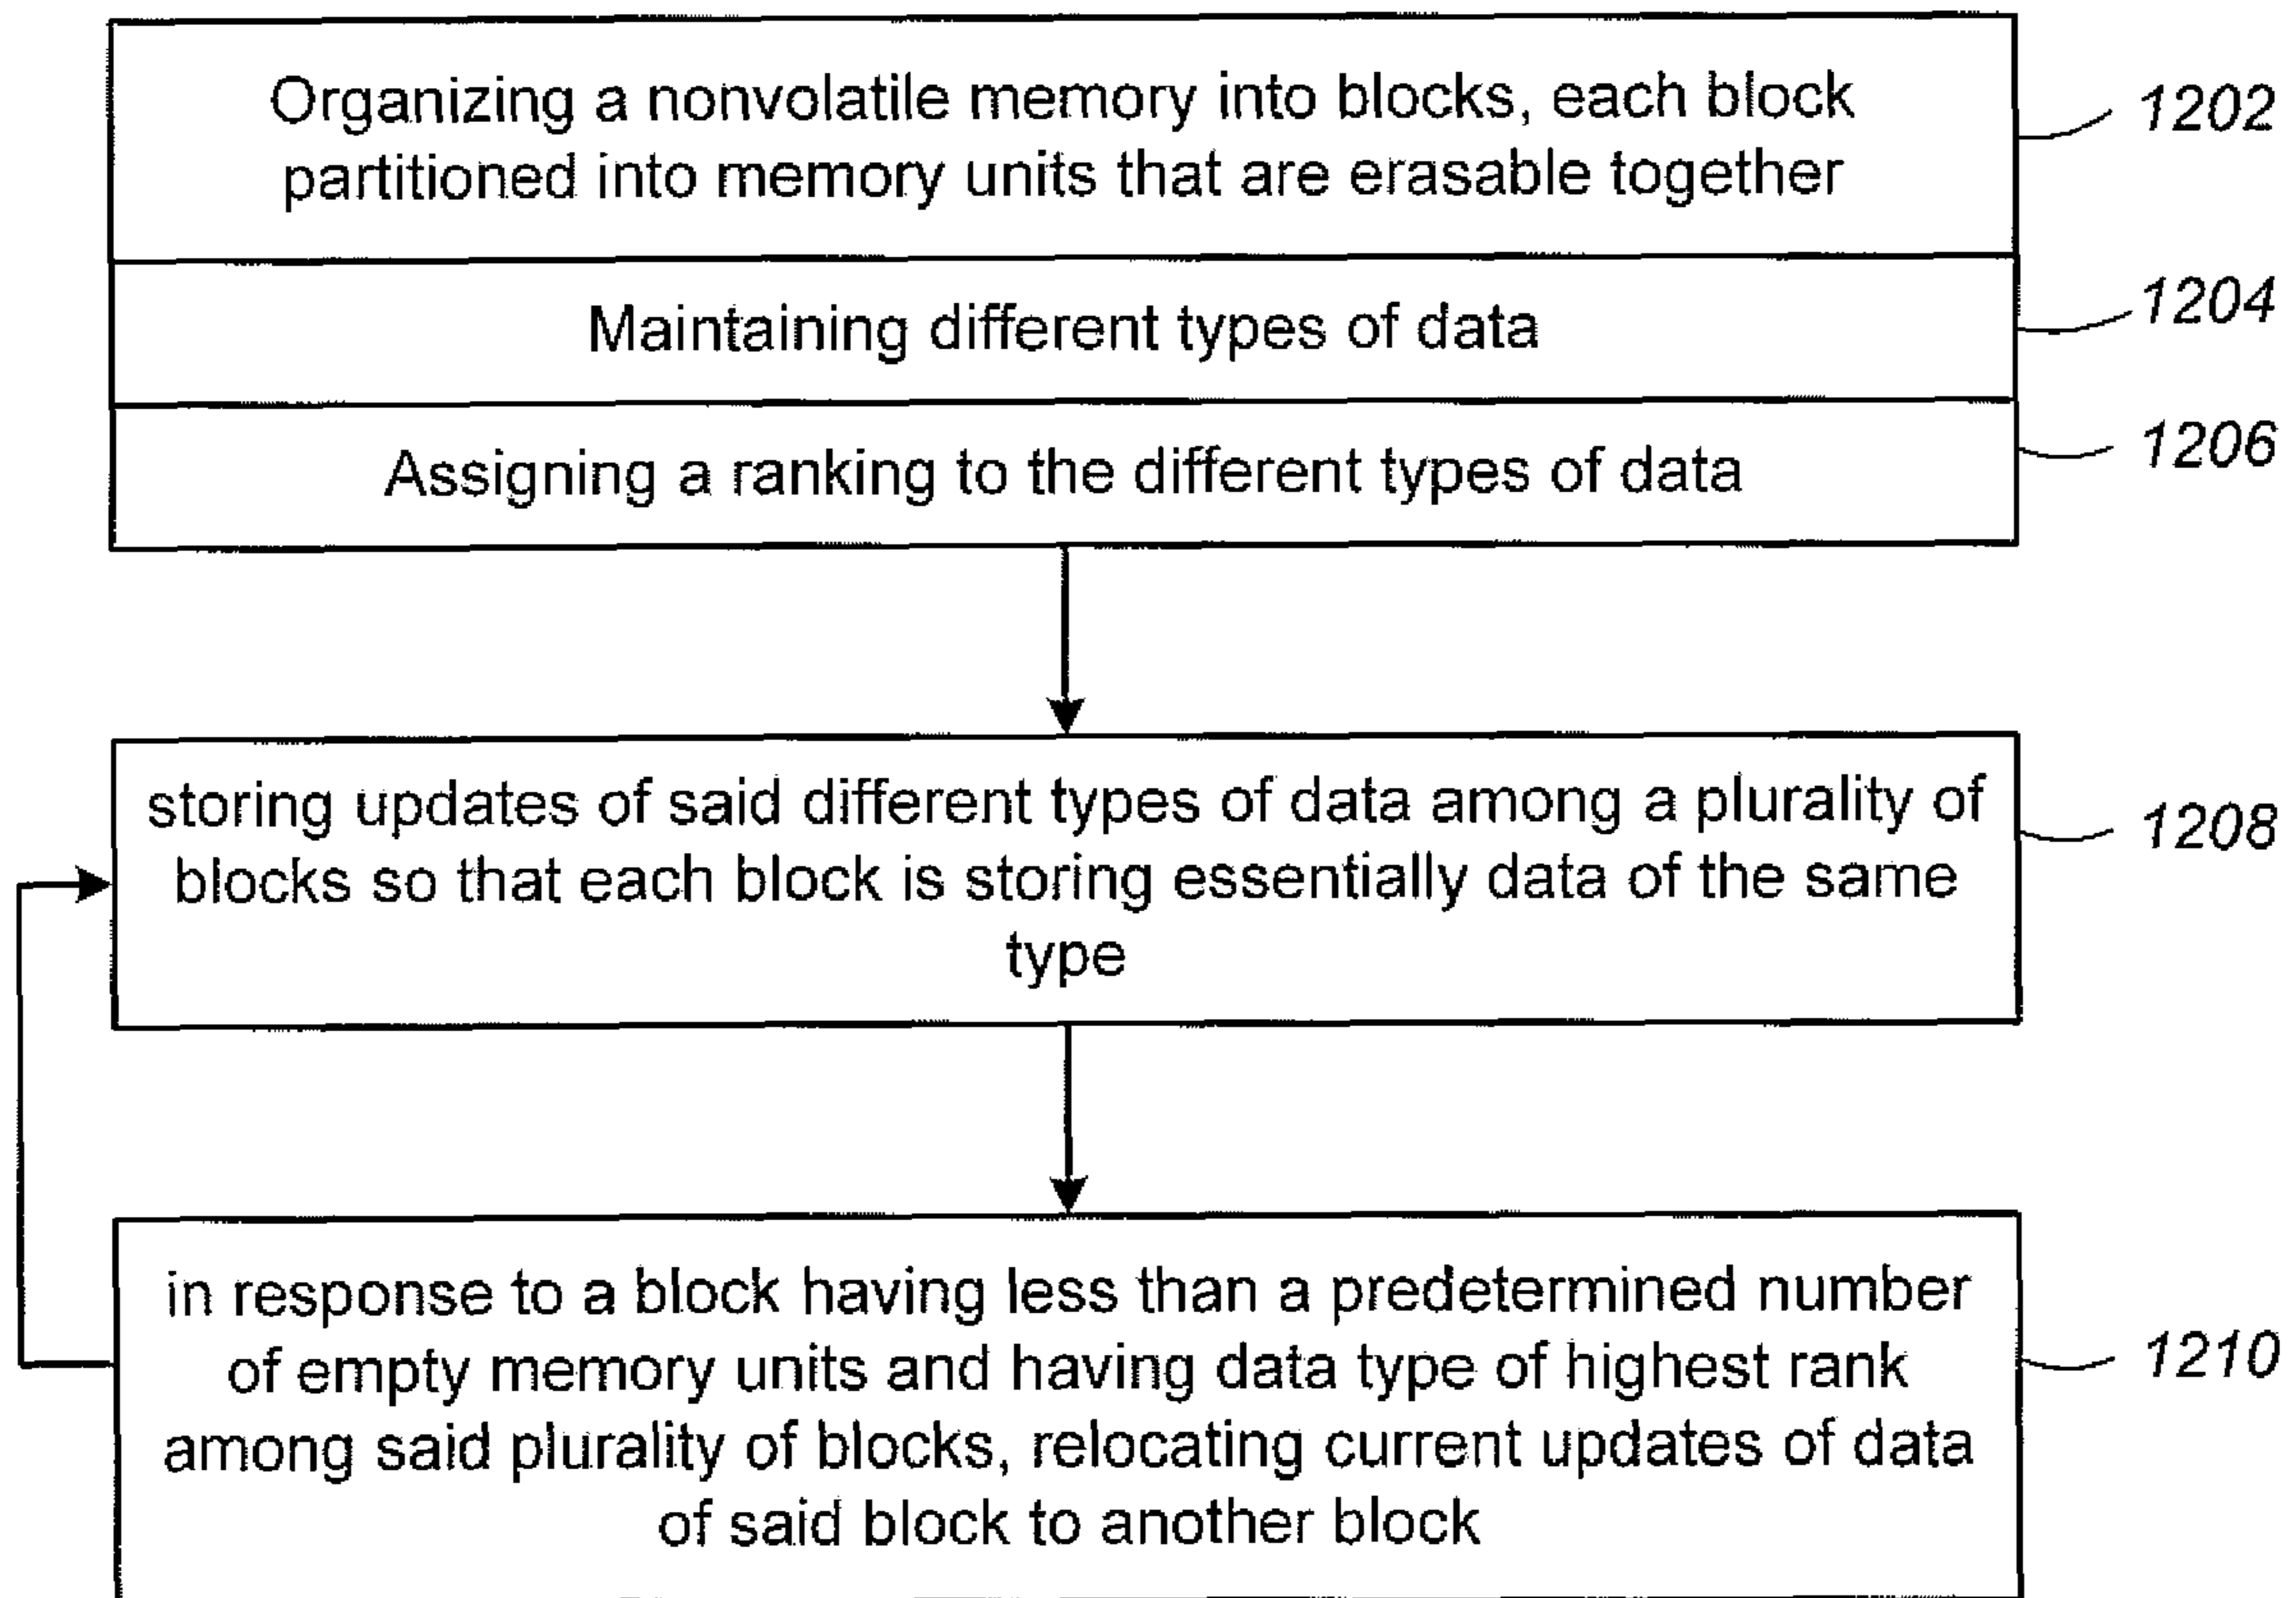 Organizing a nonvolatile memory into blocks, each block
partitioned into memory units that are erasable together
1202
Maintaining different types of data
1204
Assigning a ranking to the different types of data
1206
storing updates of said different types of data among a plurality of
blocks so that each block is storing essentially data of the same
type
1208
in response to a block having less than a predetermined number
of empty memory units and having data type of highest rank
among said plurality of blocks, relocating current updates of data
of said block to another block
1210